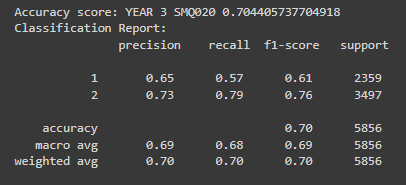 Accuracy score: YEAR 3 SMQ020 0.704405737704918
Classification Report:
precision recall f1-score support
1 0.65 0.57 0.61 2359
2 0.73 0.79 0.76 3497
accuracy 0.70 5856
macro avg 0.69 0.68 0.69 5856
weighted avg 0.70 0.70 0.70 5856